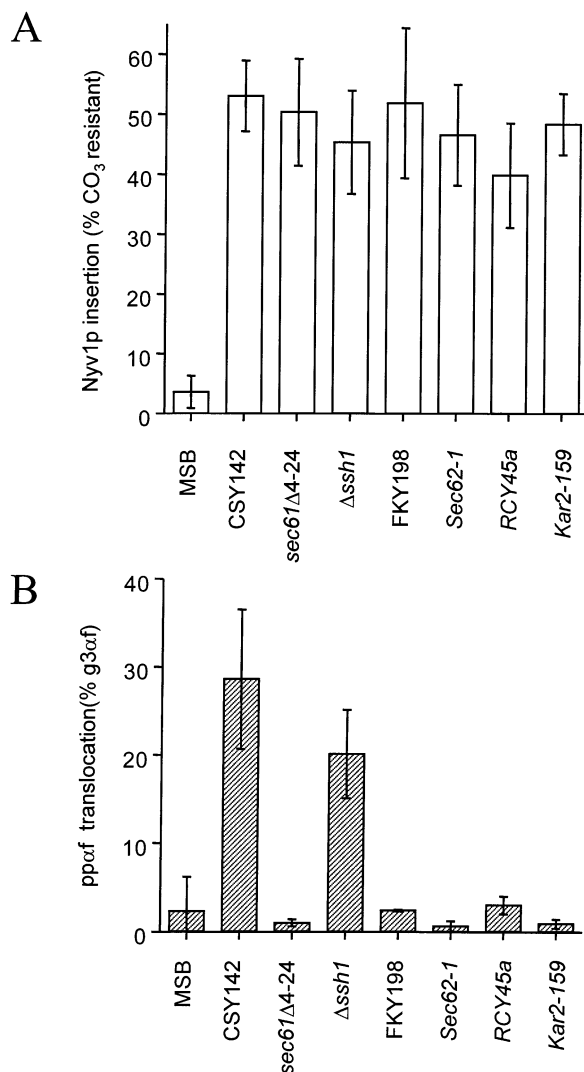 A
Nyv1p insertion (% CO3 resistant)
60
50
40
30
20
10
0
MSB
CSY142
sec61Δ4-24
Δssh1
FKY198
Sec62-1
RCY45a
Kar2-159
B
ppαf translocation(% g3αf)
40
30
20
10
0
MSB
CSY142
sec61Δ4-24
Δssh1
FKY198
Sec62-1
RCY45a
Kar2-159